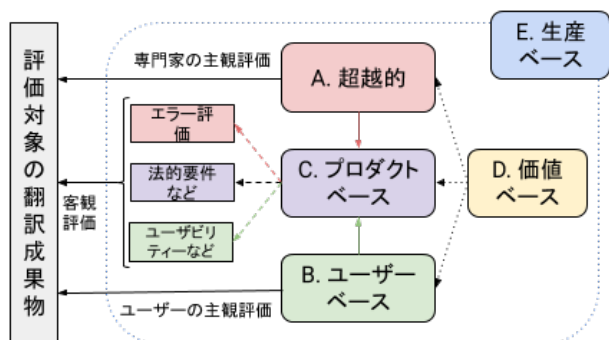 評価対象の翻訳成果物
専門家の主観評価
A. 超越的
E. 生産
ベース
エラー評
価
法的要件
など
客観
評価
C. プロダクト
ベース
D. 価値
ベース
ユーザビリ
ティーなど
B. ユーザー
ベース
ユーザーの主観評価